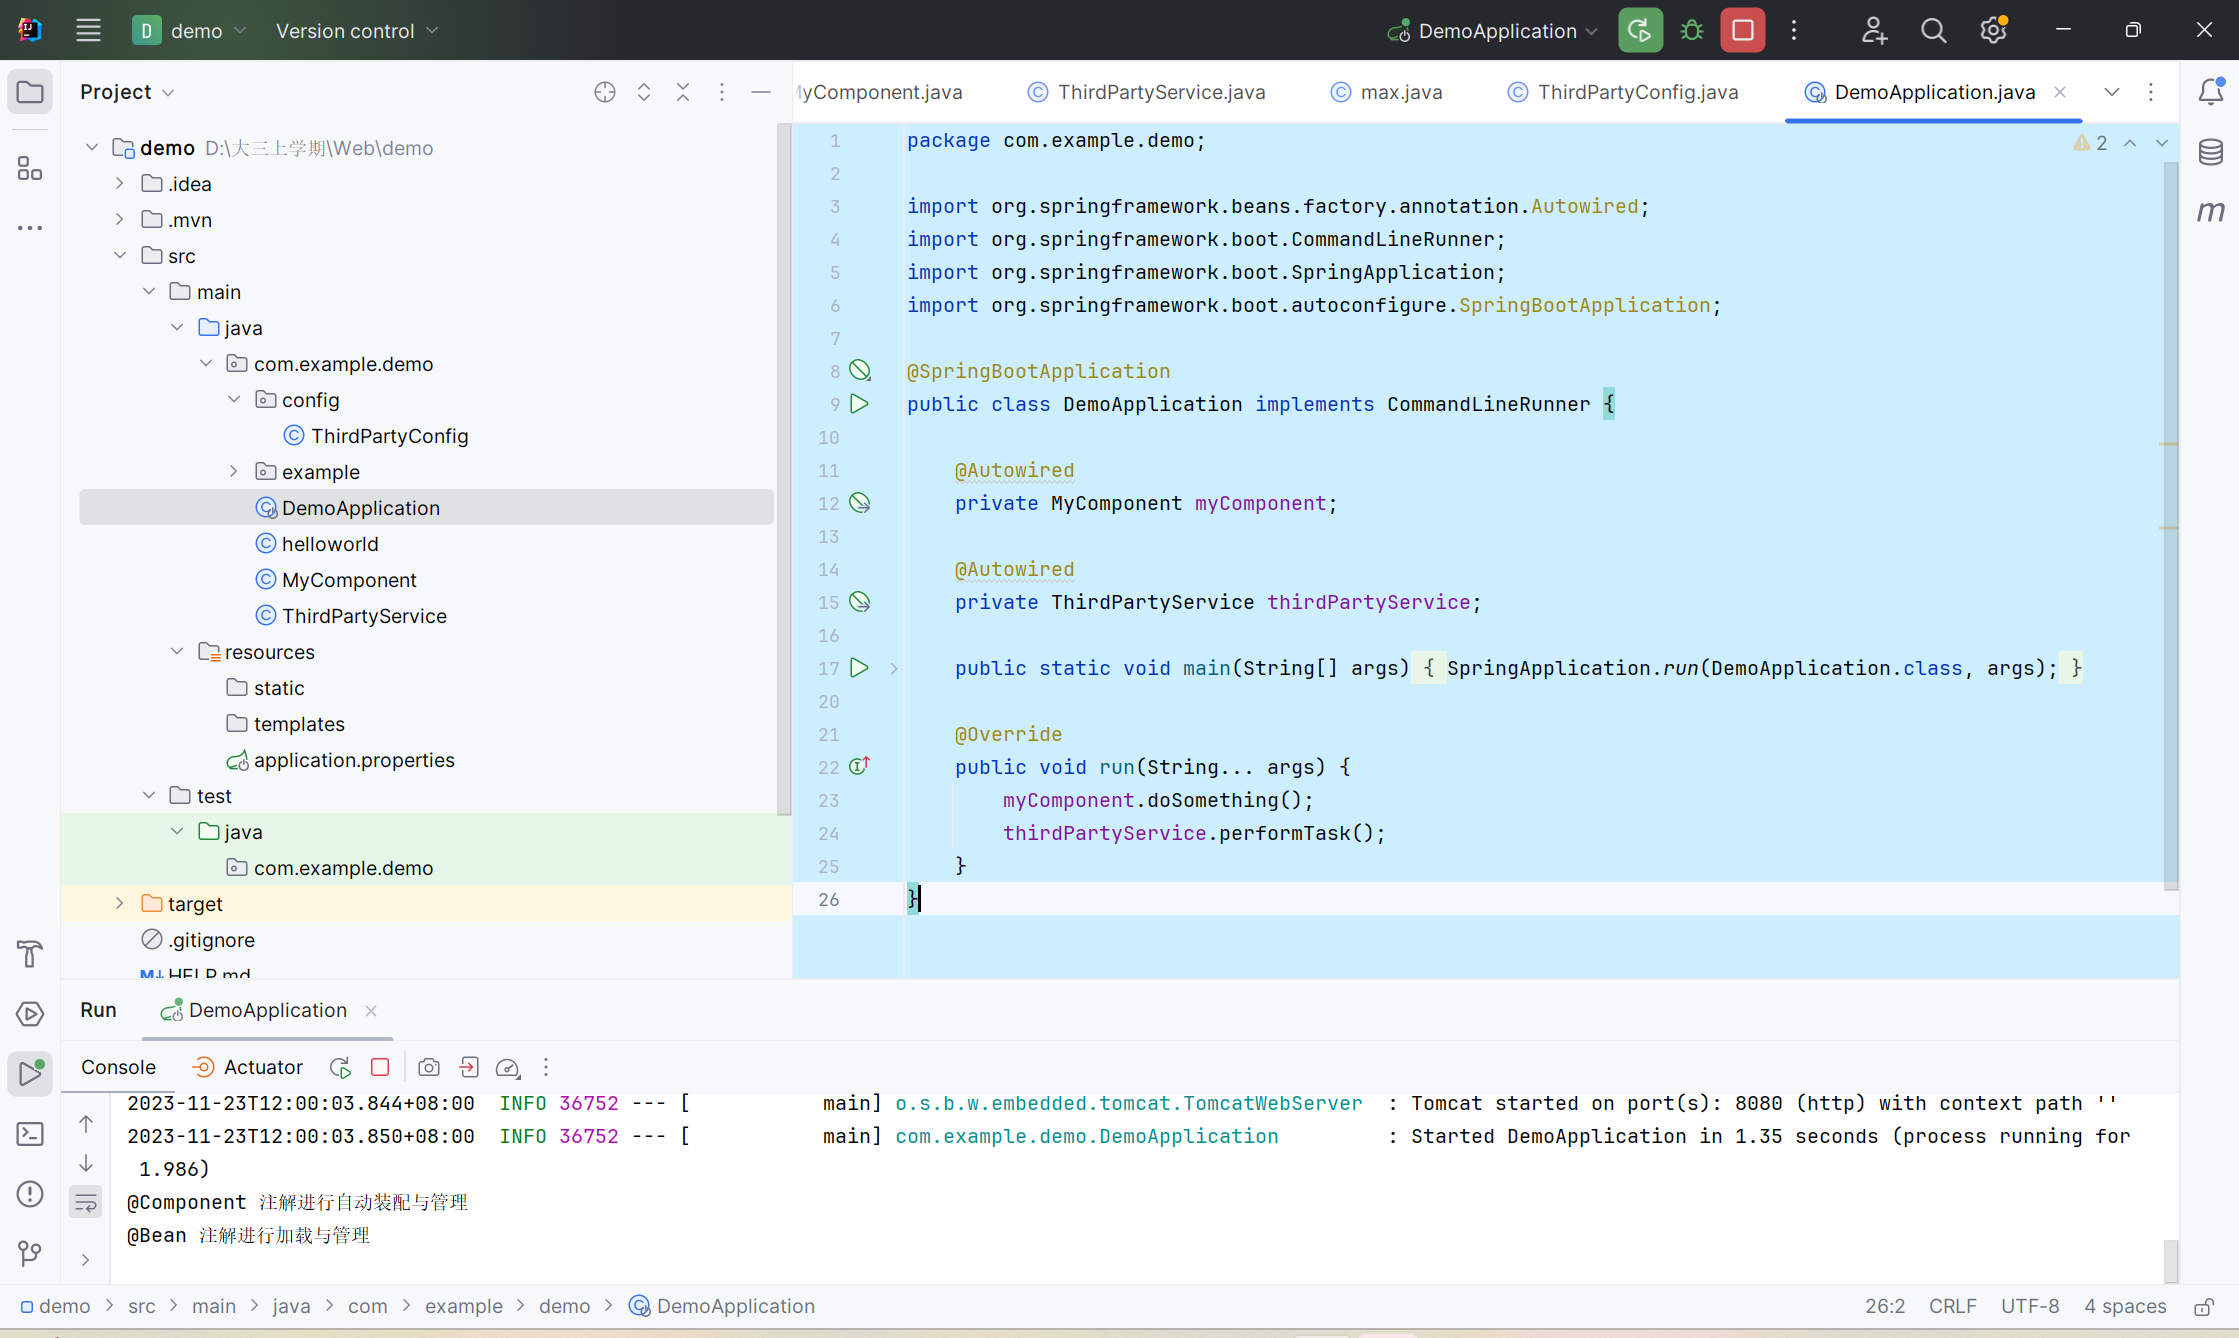 D demo Version control DemoApplication
Project
demo D:\大三上学期\Web\demo
.idea
.mvn
src
main
java
com.example.demo
config
ThirdPartyConfig
example
DemoApplication
helloworld
MyComponent
ThirdPartyService
resources
static
templates
application.properties
test
java
com.example.demo
target
.gitignore
HELP.md
yComponent.java ThirdPartyService.java max.java ThirdPartyConfig.java DemoApplication.java
2
1 package com.example.demo;
2
3 import org.springframework.beans.factory.annotation.Autowired;
4 import org.springframework.boot.CommandLineRunner;
5 import org.springframework.boot.SpringApplication;
6 import org.springframework.boot.autoconfigure.SpringBootApplication;
7
8 @SpringBootApplication
9 public class DemoApplication implements CommandLineRunner {
10
11 @Autowired
12 private MyComponent myComponent;
13
14 @Autowired
15 private ThirdPartyService thirdPartyService;
16
17 public static void main(String[] args) { SpringApplication.run(DemoApplication.class, args); }
20
21 @Override
22 public void run(String... args) {
23 myComponent.doSomething();
24 thirdPartyService.performTask();
25 }
26 }
Run DemoApplication
Console Actuator
2023-11-23T12:00:03.844+08:00 INFO 36752 --- [ main] o.s.b.w.embedded.tomcat.TomcatWebServer : Tomcat started on port(s): 8080 (http) with context path ''
2023-11-23T12:00:03.850+08:00 INFO 36752 --- [ main] com.example.demo.DemoApplication : Started DemoApplication in 1.35 seconds (process running for
1.986)
@Component 注解进行自动装配与管理
@Bean 注解进行加载与管理
demo > src > main > java > com > example > demo > DemoApplication 26:2 CRLF UTF-8 4 spaces